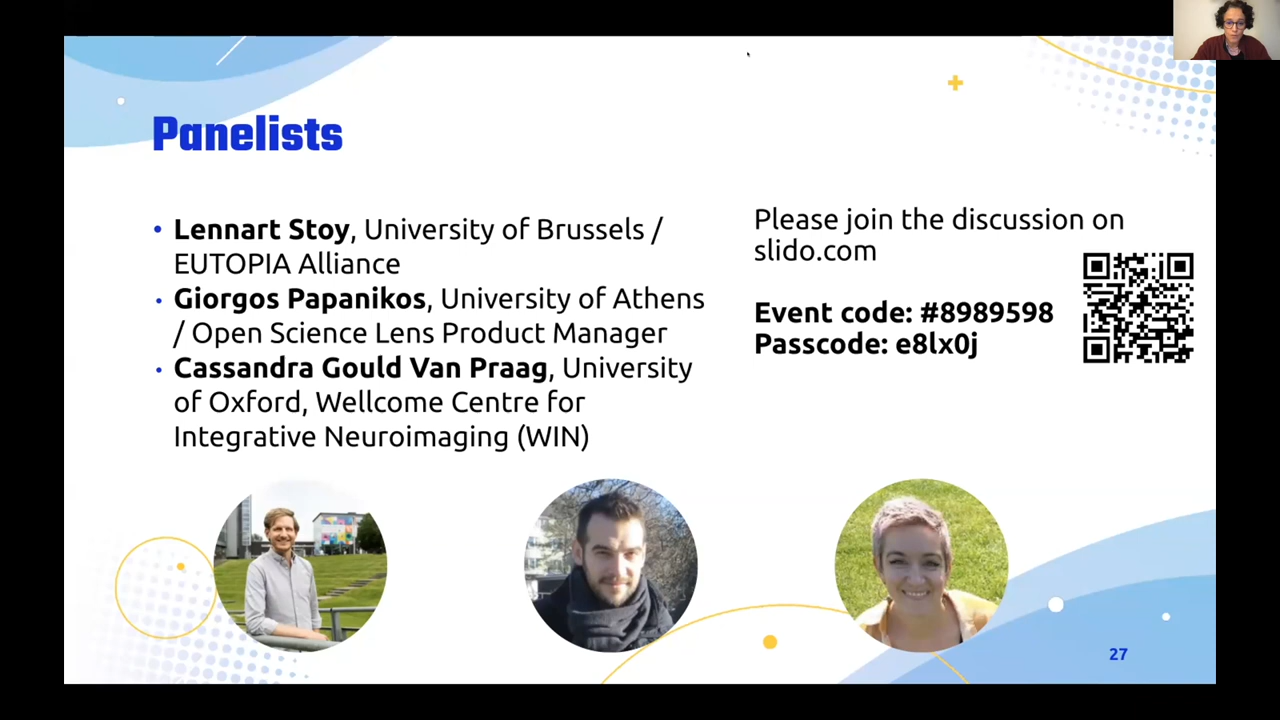 Panelists
• Lennart Stoy, University of Brussels /
EUTOPIA Alliance
• Giorgos Papanikos, University of Athens
/ Open Science Lens Product Manager
• Cassandra Gould Van Praag, University
of Oxford, Wellcome Centre for
Integrative Neuroimaging (WIN)
Please join the discussion on
slido.com
Event code: #8989598
Passcode: e8lx0j
27